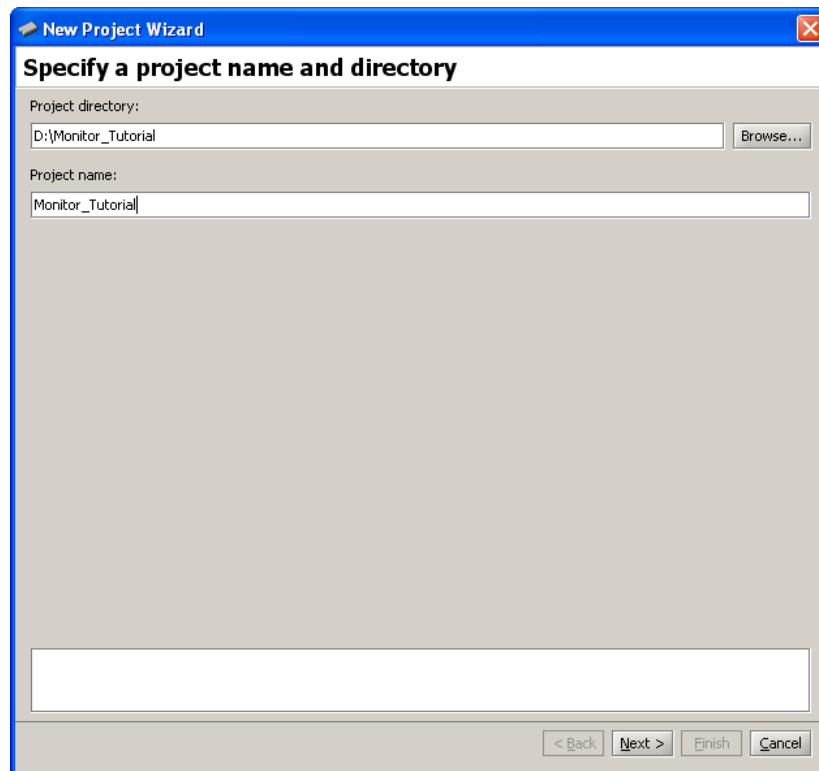 New Project Wizard
Specify a project name and directory
Project directory:
D:\Monitor_Tutorial
Browse...
Project name:
Monitor_Tutorial
< Back Next > Finish Cancel